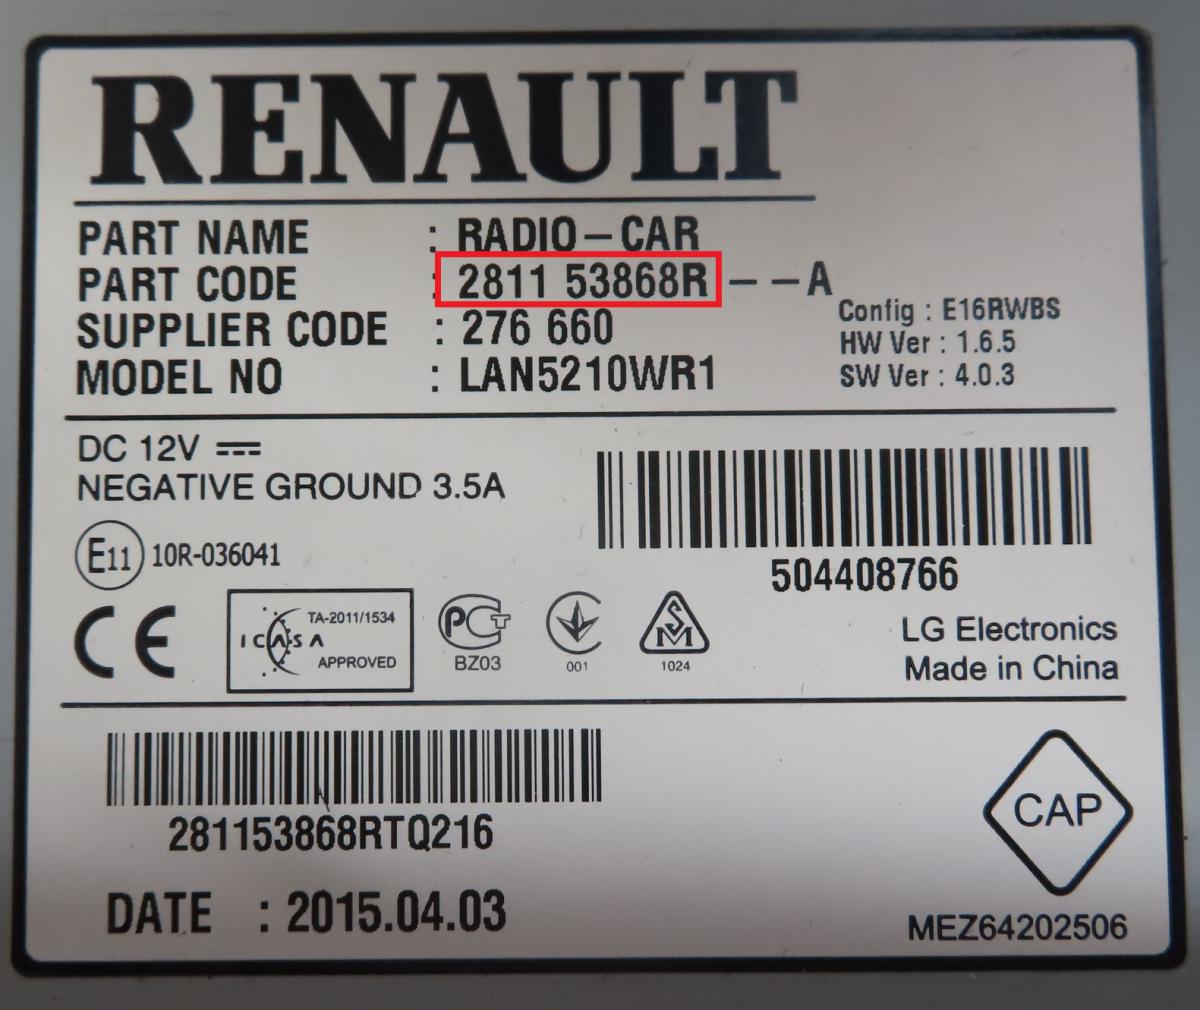 RENAULT
PART NAME : RADIO-CAR
PART CODE : 2811 53868R --A
SUPPLIER CODE : 276 660
MODEL NO : LAN5210WR1
Config : E16RWBS
HW Ver : 1.6.5
SW Ver : 4.0.3
DC 12V
NEGATIVE GROUND 3.5A
E11 10R-036041
504408766
CE
TA-2011/1534
ICASA
APPROVED
PCT
BZ03
001
SM
1024
LG Electronics
Made in China
281153868RTQ216
CAP
DATE : 2015.04.03
MEZ64202506